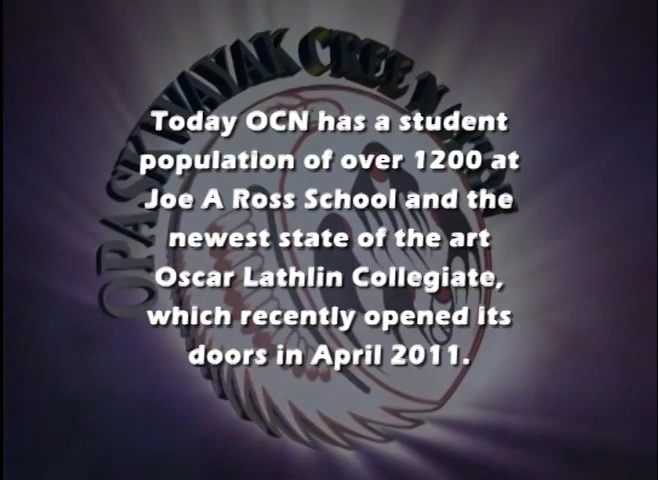 OPASKWAYAK CREE NATION
Today OCN has a student
population of over 1200 at
Joe A Ross School and the
newest state of the art
Oscar Lathlin Collegiate,
which recently opened its
doors in April 2011.